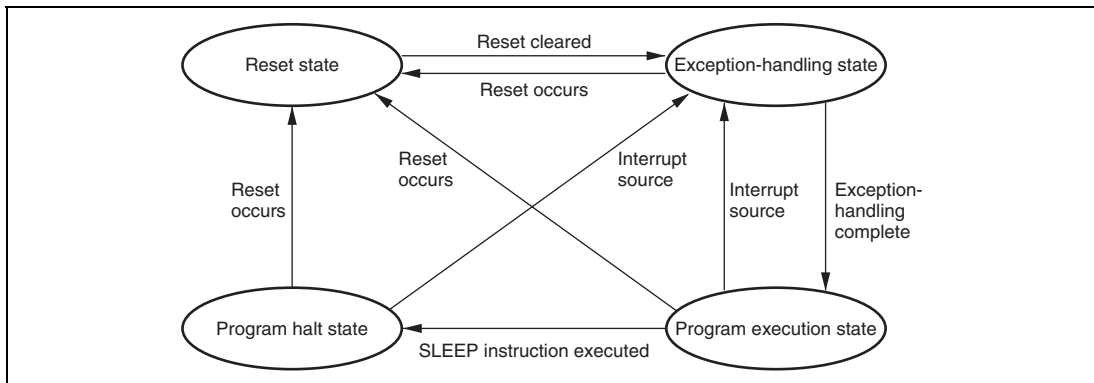 Reset state
Reset cleared
Exception-handling state
Reset occurs
Reset
occurs
Reset
occurs
Interrupt
source
Interrupt
source
Exception-
handling
complete
Program halt state
SLEEP instruction executed
Program execution state